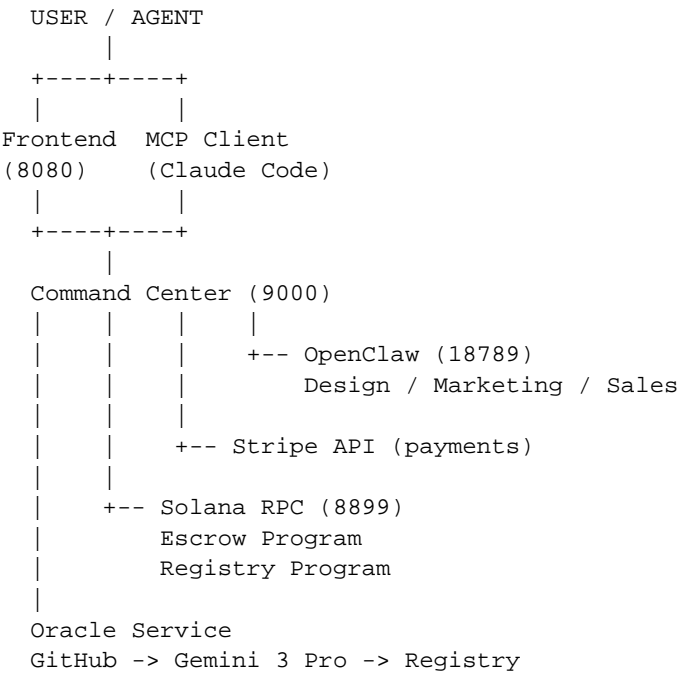 USER / AGENT
|
+----+----+
| |
Frontend MCP Client
(8080) (Claude Code)
| |
+----+----+
|
Command Center (9000)
| | | |
| | | +-- OpenClaw (18789)
| | | Design / Marketing / Sales
| | |
| | +-- Stripe API (payments)
| |
| +-- Solana RPC (8899)
| Escrow Program
| Registry Program
|
Oracle Service
GitHub -> Gemini 3 Pro -> Registry